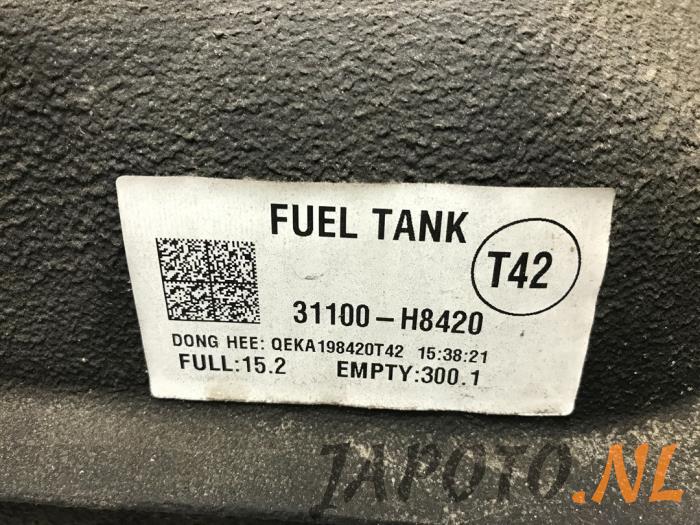 FUEL TANK
T42
31100-H8420
DONG HEE: QEKA198420T42 15:38:21
FULL:15.2 EMPTY:300.1
JAPOTO.NL